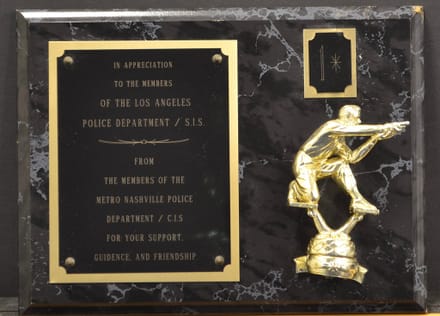 IN APPRECIATION
TO THE MEMBERS
OF THE LOS ANGELES
POLICE DEPARTMENT / S.I.S.
FROM
THE MEMBERS OF THE
METRO NASHVILLE POLICE
DEPARTMENT / C.I.S
FOR YOUR SUPPORT,
GUIDENCE, AND FRIENDSHIP